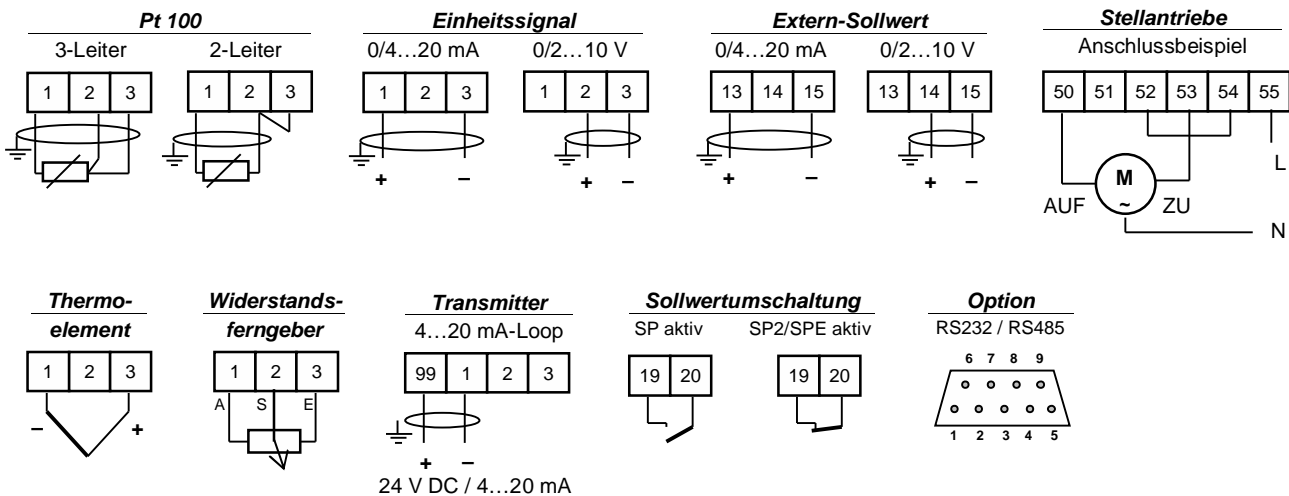 Pt 100
3-Leiter 2-Leiter
1 2 3 1 2 3
Einheitssignal
0/4…20 mA 0/2…10 V
1 2 3 1 2 3
+ – + –
Extern-Sollwert
0/4…20 mA 0/2…10 V
13 14 15 13 14 15
+ – + –
Stellantriebe
Anschlussbeispiel
50 51 52 53 54 55
L
M
~
AUF ZU
N
Thermo-
element
1 2 3
– +
Widerstands-
ferngeber
1 2 3
A S E
Transmitter
4…20 mA-Loop
99 1 2 3
+ –
24 V DC / 4…20 mA
Sollwertumschaltung
SP aktiv SP2/SPE aktiv
19 20 19 20
Option
RS232 / RS485
6 7 8 9
1 2 3 4 5